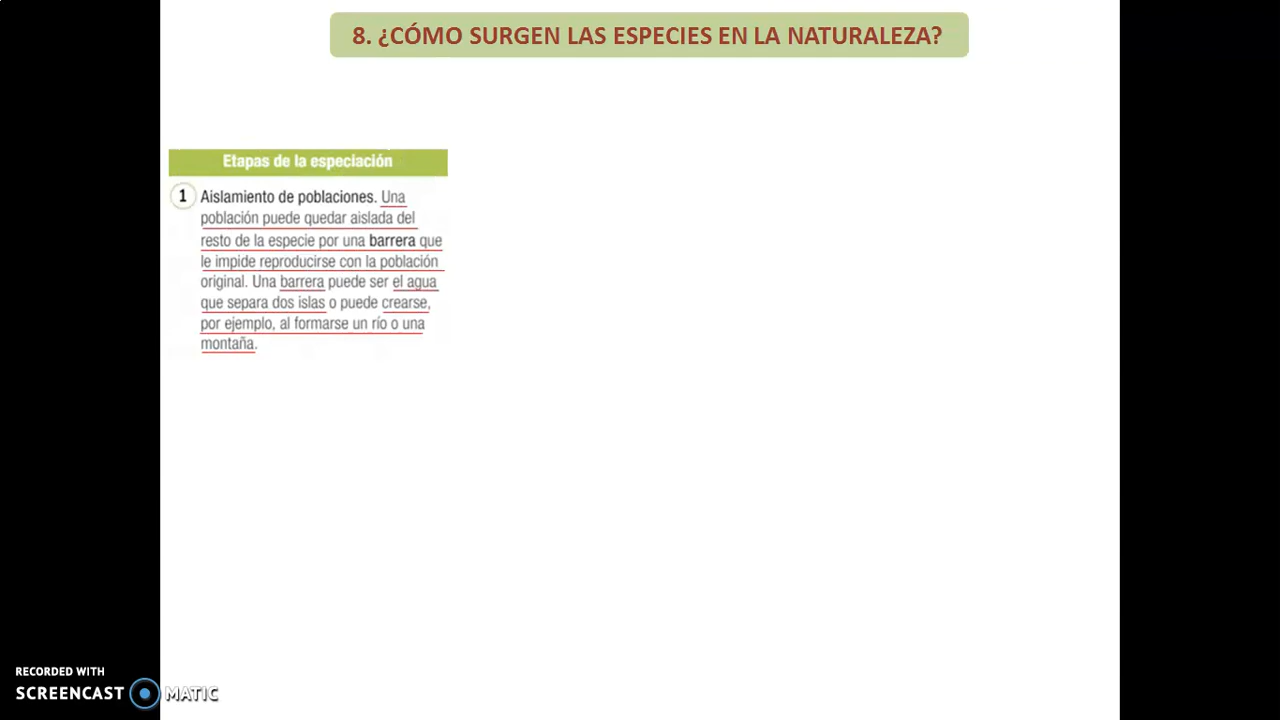 8. ¿CÓMO SURGEN LAS ESPECIES EN LA NATURALEZA?
Etapas de la especiación
1 Aislamiento de poblaciones. Una
población puede quedar aislada del
resto de la especie por una barrera que
le impide reproducirse con la población
original. Una barrera puede ser el agua
que separa dos islas o puede crearse,
por ejemplo, al formarse un río o una
montaña.
RECORDED WITH
SCREENCAST MATIC